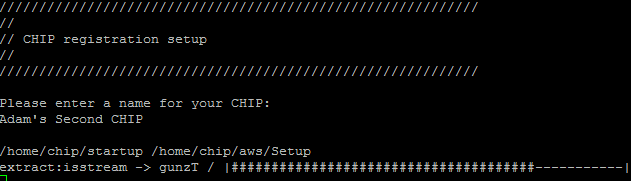 ////////////////////////////////////////////////////////////
//
// CHIP registration setup
//
////////////////////////////////////////////////////////////
Please enter a name for your CHIP:
Adam's Second CHIP
/home/chip/startup /home/chip/aws/Setup
extract:isstream -> gunzT / |######################################-----------|